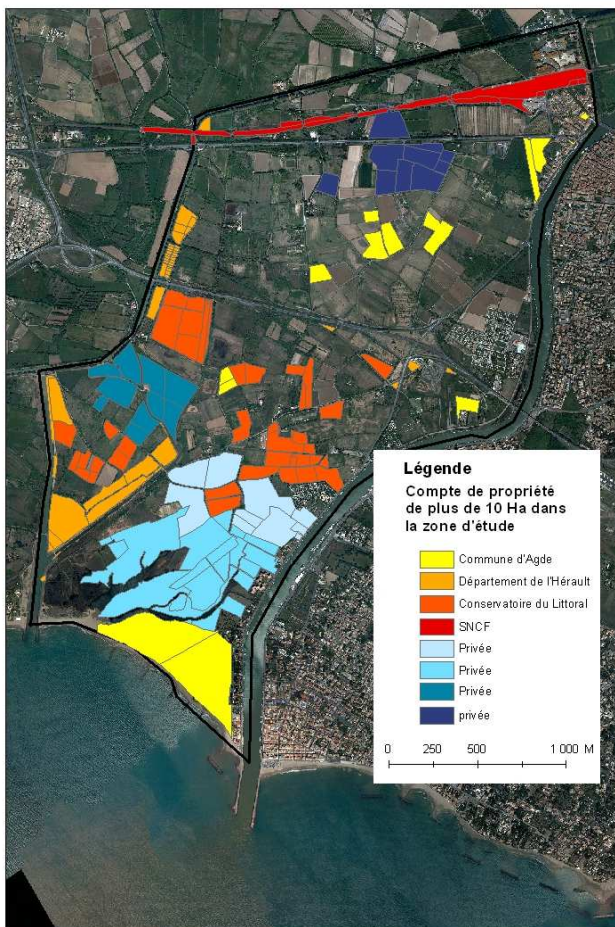 Légende
Compte de propriété
de plus de 10 Ha dans
la zone d'étude
Commune d'Agde
Département de l'Hérault
Conservatoire du Littoral
SNCF
Privée
Privée
Privée
privée
0 250 500 1 000 M